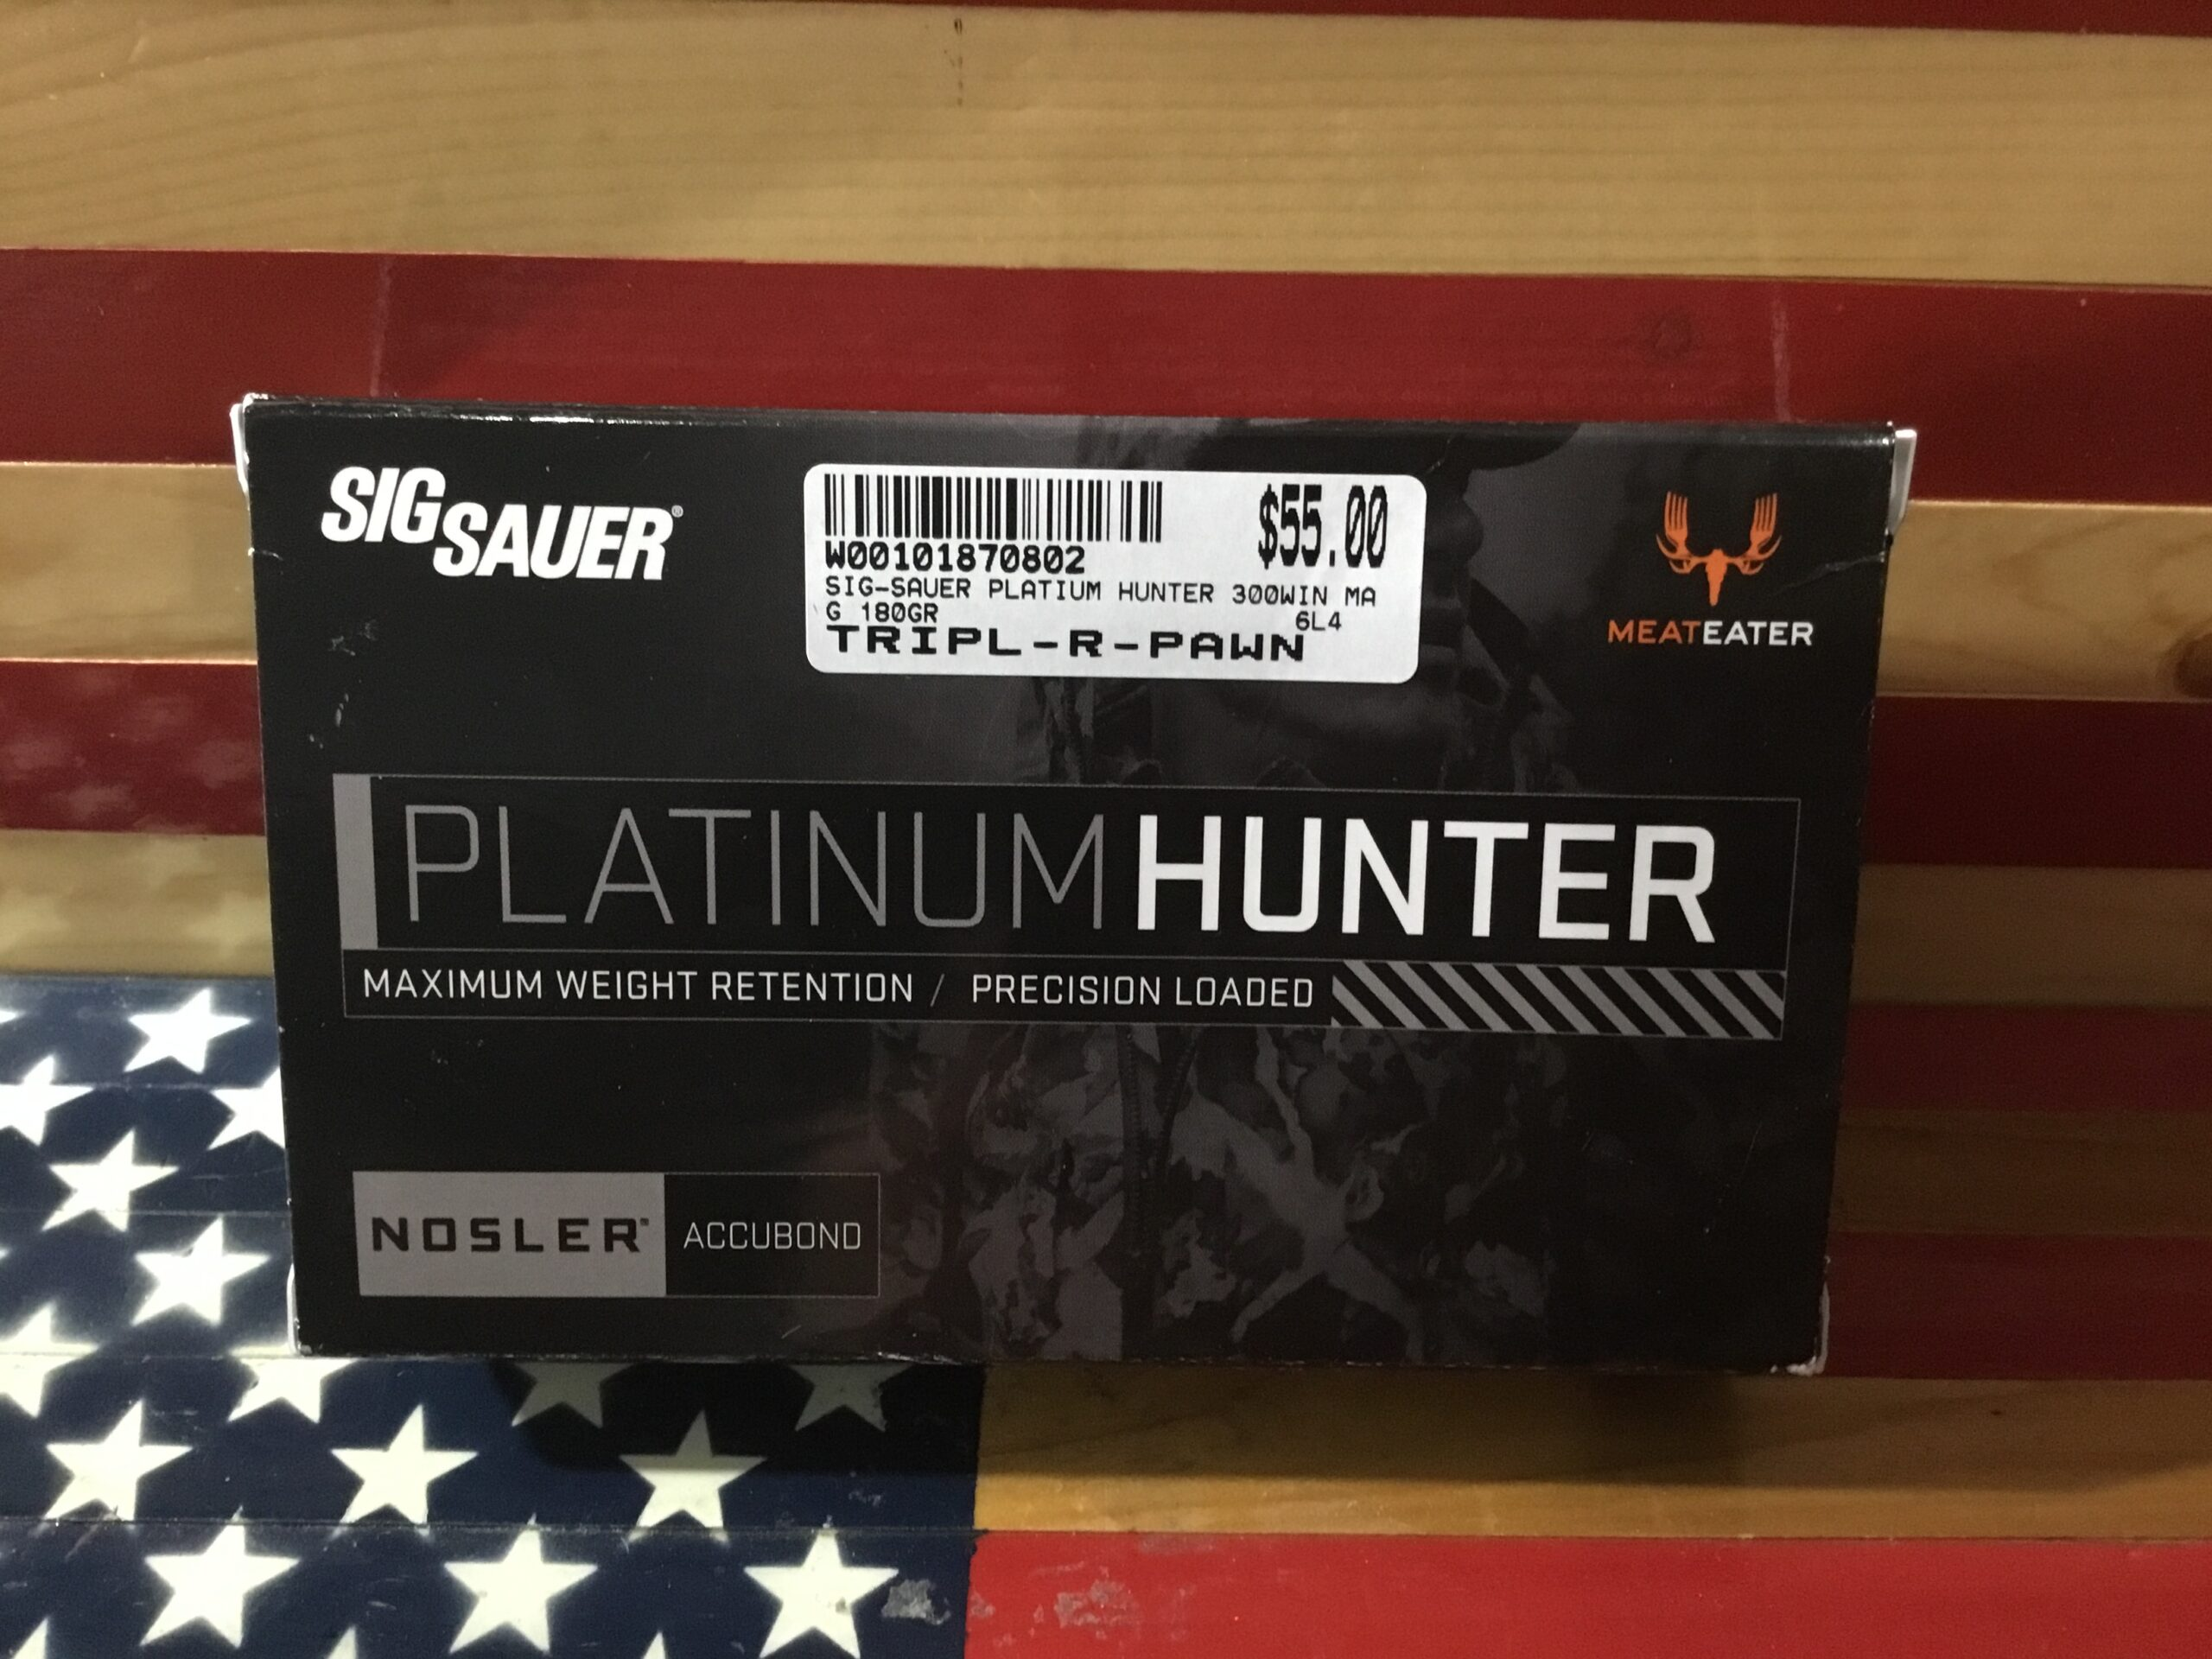 SIG SAUER®
W00101870802 $55.00
SIG-SAUER PLATIUM HUNTER 300WIN MA
G 180GR 6L4
TRIPL-R-PAWN
MEATEATER
PLATINUMHUNTER
MAXIMUM WEIGHT RETENTION / PRECISION LOADED
NOSLER® ACCUBOND